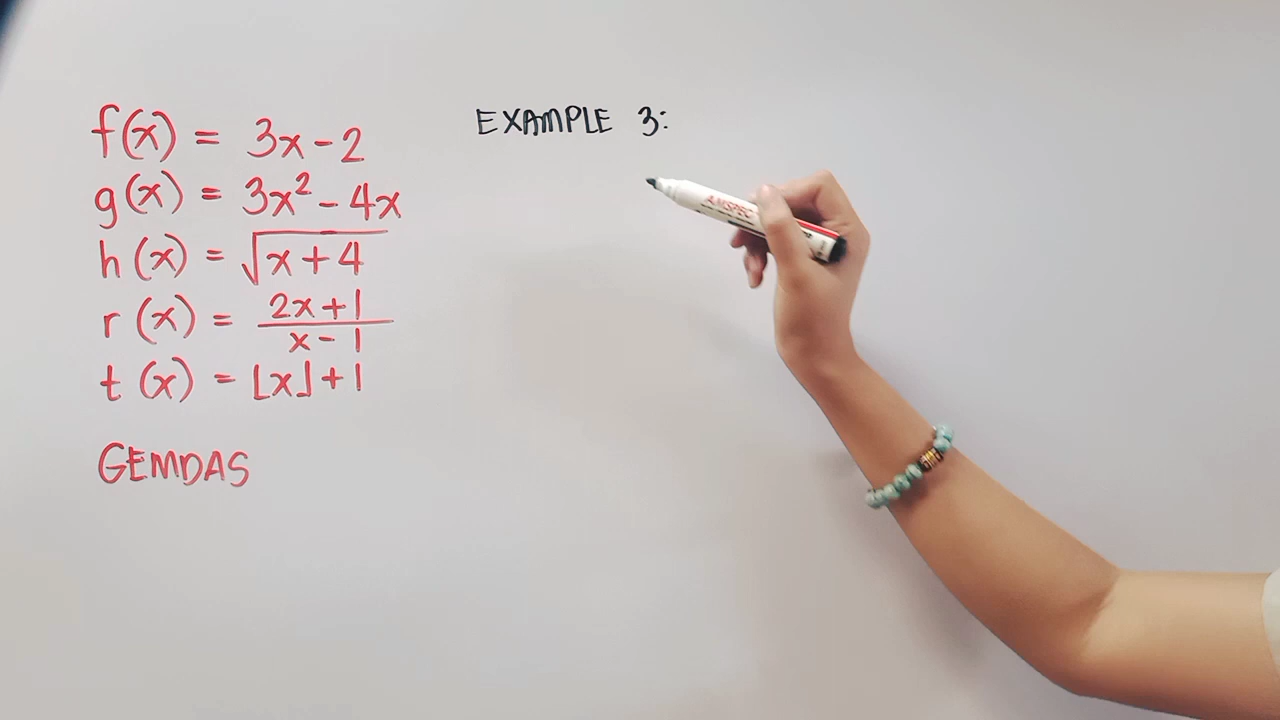 f(x) = 3x - 2
g(x) = 3x² - 4x
h(x) = √(x + 4)
r(x) = (2x + 1)/(x - 1)
t(x) = ⌊x⌋ + 1
GEMDAS
EXAMPLE 3: